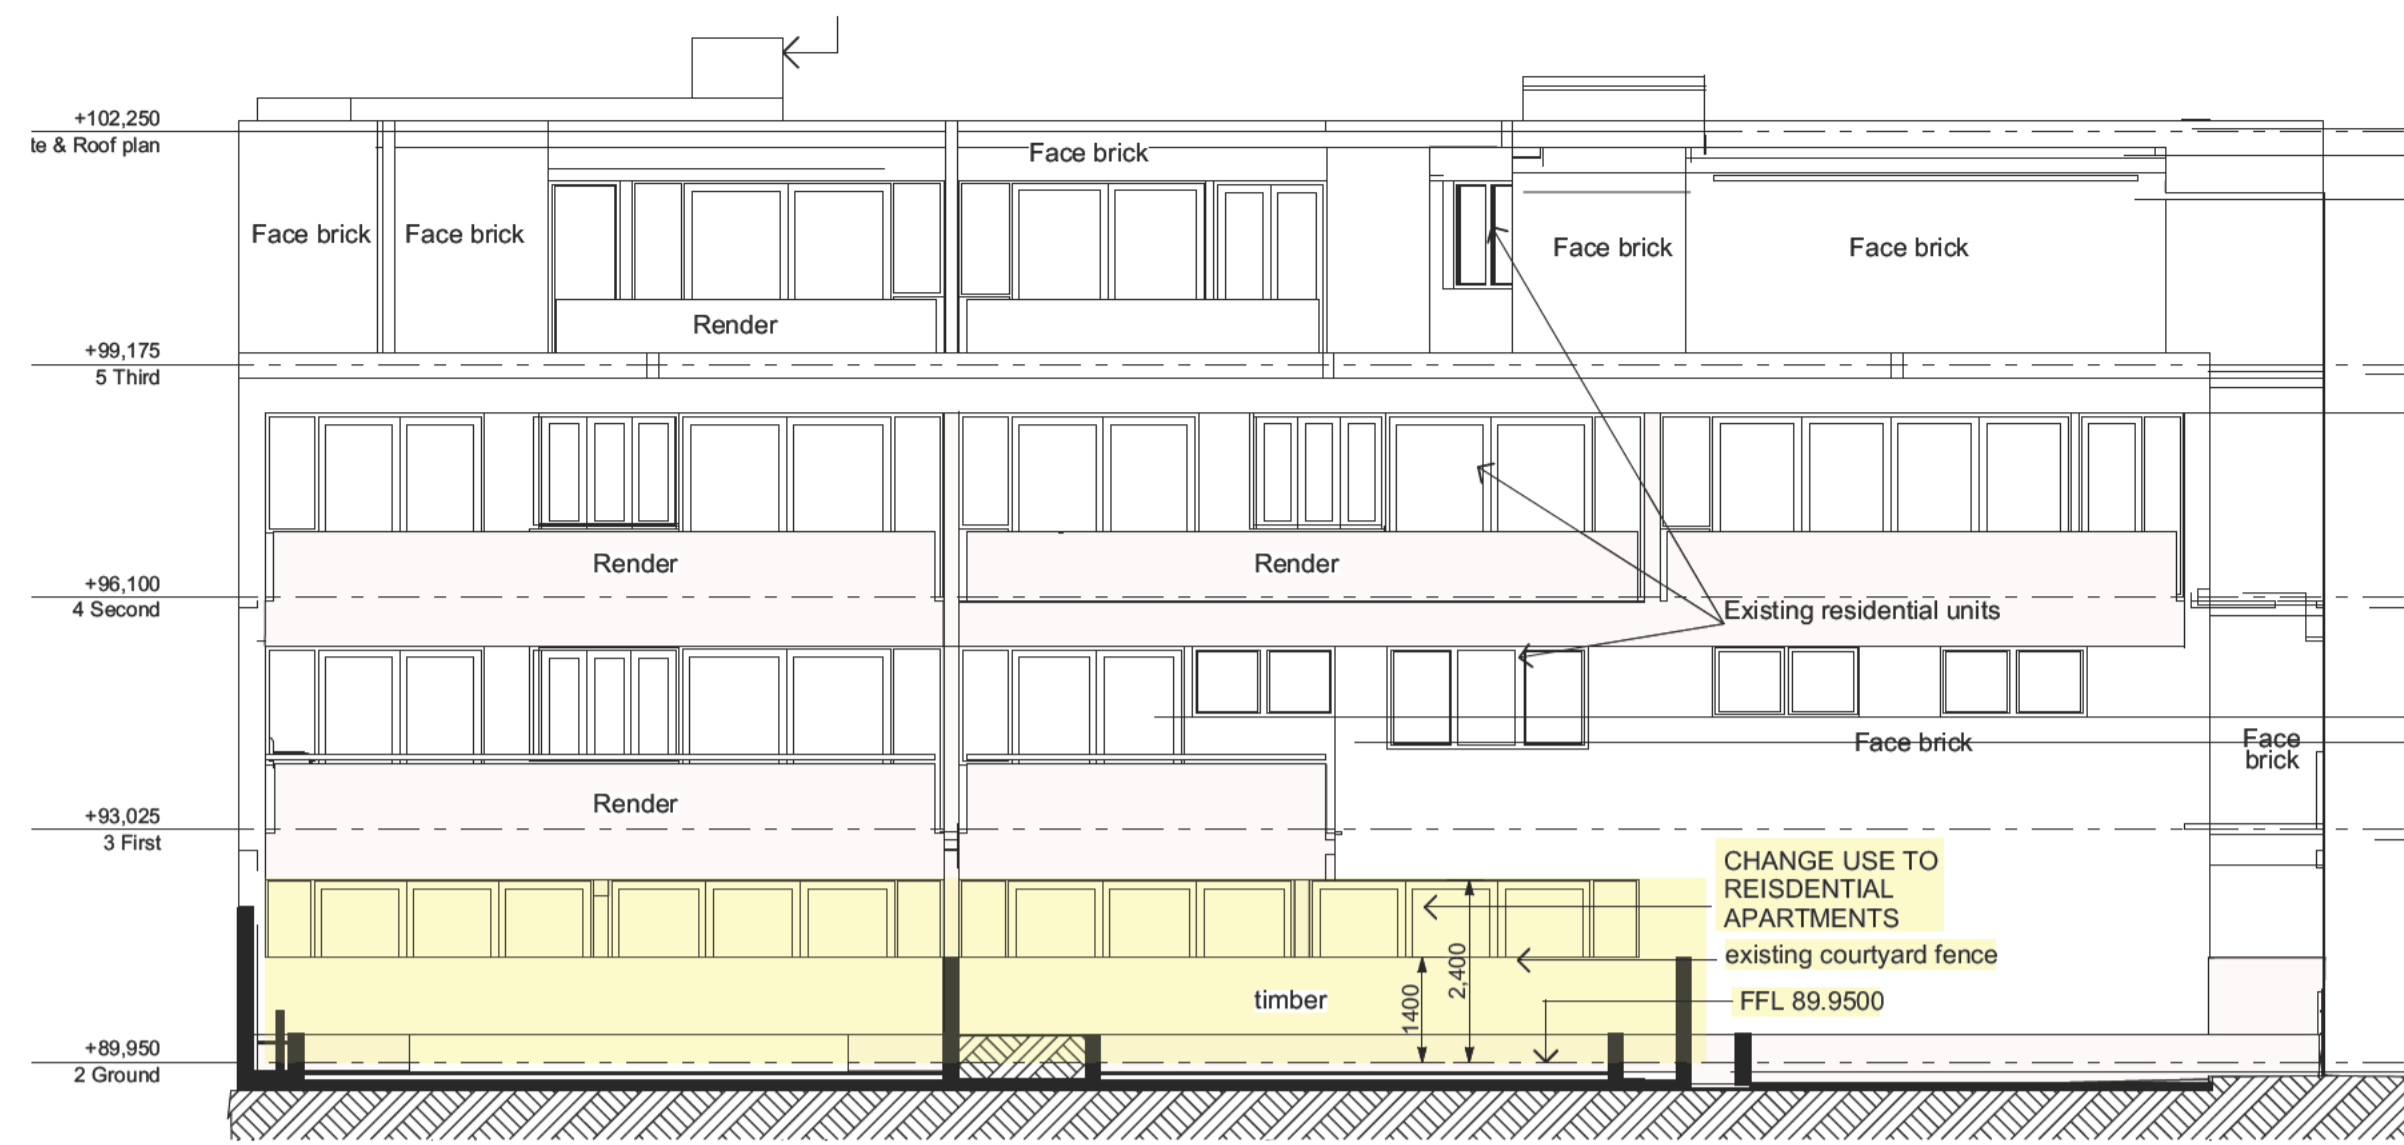 +102,250
te & Roof plan
Face brick
Face brick
Face brick
Face brick
Face brick
Render
+99,175
5 Third
Render
Render
+96,100
4 Second
Existing residential units
Face brick
Face
brick
Render
+93,025
3 First
CHANGE USE TO
REISDENTIAL
APARTMENTS
existing courtyard fence
2,400
1400
timber
FFL 89.9500
+89,950
2 Ground